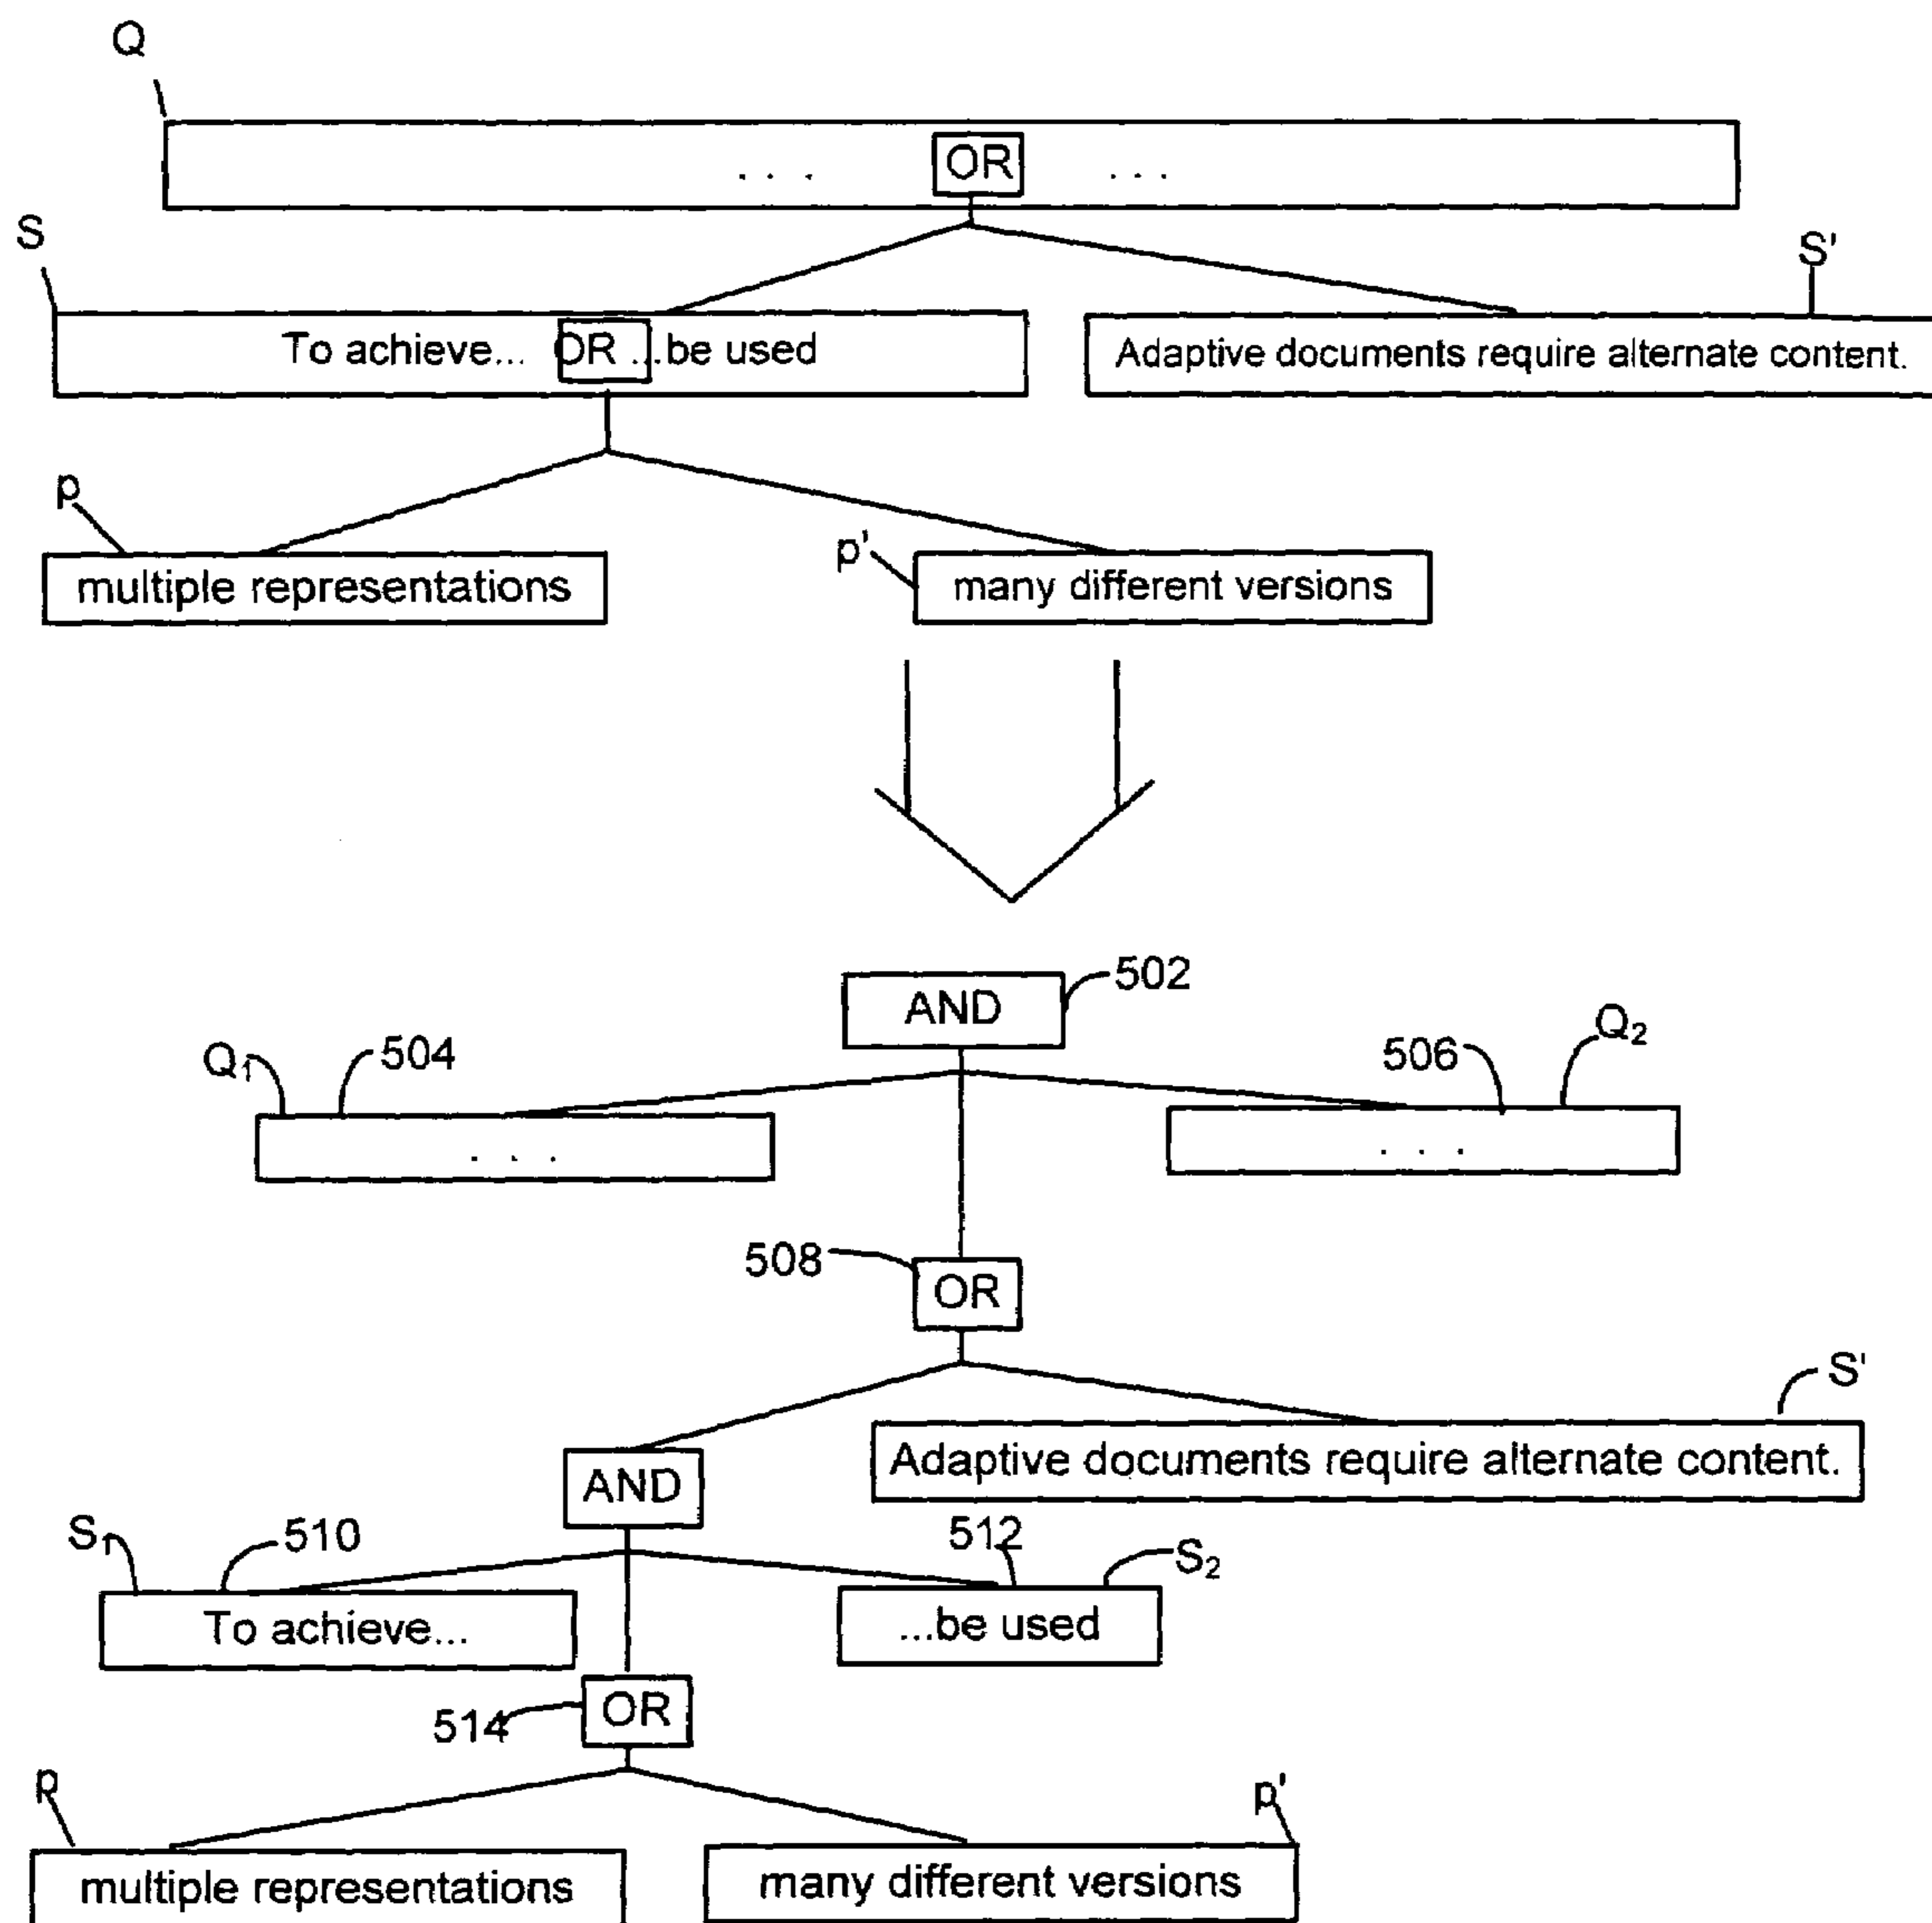 Q
... OR ...
S
S'
To achieve... OR ...be used
Adaptive documents require alternate content.
p
p'
multiple representations
many different versions
AND
502
Q1
504
506
Q2
. . .
. . .
508
OR
S'
AND
Adaptive documents require alternate content.
S1
510
512
S2
To achieve...
...be used
514
OR
p
p'
multiple representations
many different versions